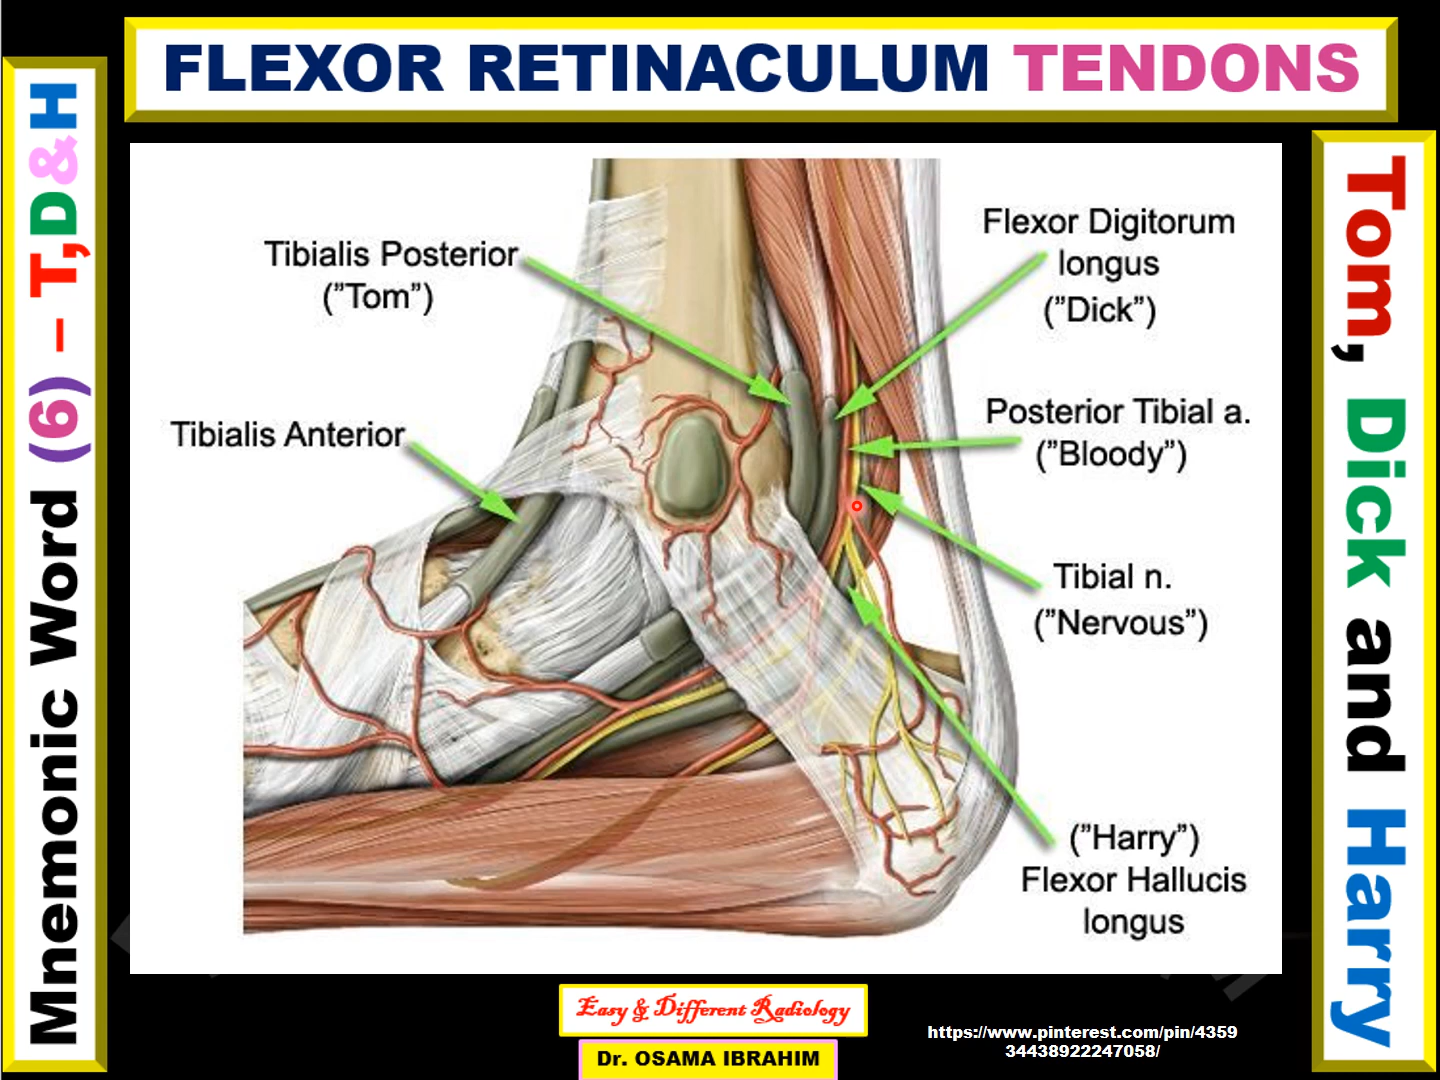 FLEXOR RETINACULUM TENDONS
Mnemonic Word (6) – T,D&H
Tibialis Posterior
(”Tom”)
Tibialis Anterior
Flexor Digitorum
longus
(”Dick”)
Posterior Tibial a.
(”Bloody”)
Tibial n.
(”Nervous”)
(”Harry”)
Flexor Hallucis
longus
Tom, Dick and Harry
Easy & Different Radiology
Dr. OSAMA IBRAHIM
https://www.pinterest.com/pin/4359
34438922247058/